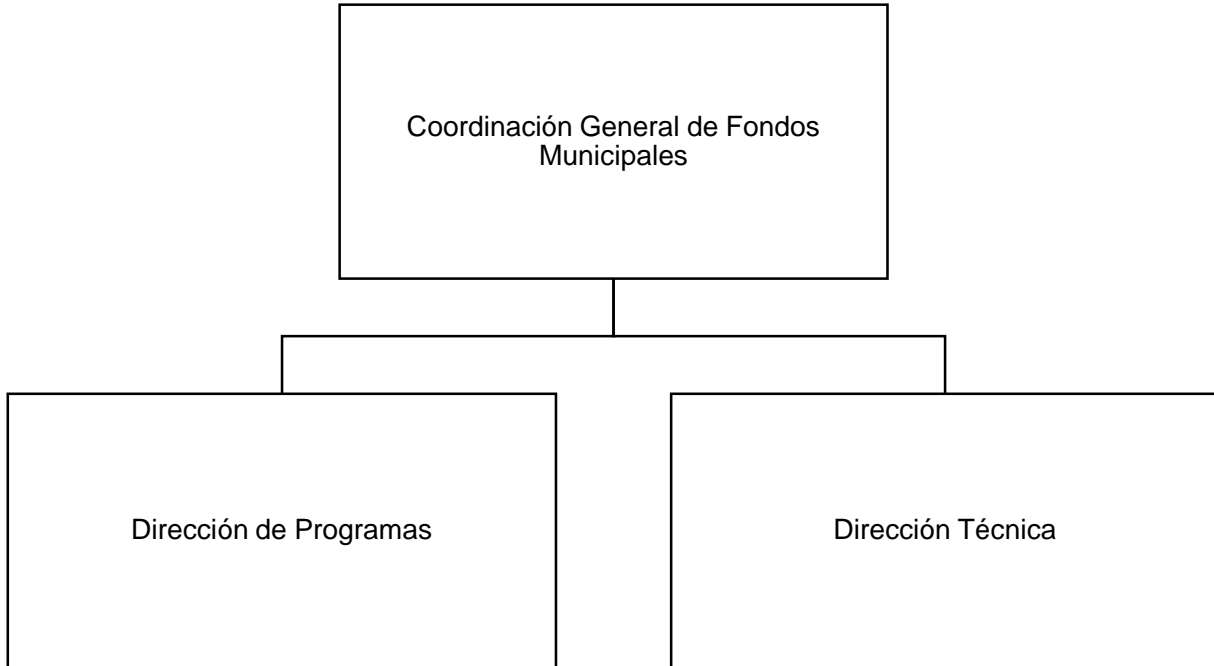 Coordinación General de Fondos
Municipales
Dirección de Programas
Dirección Técnica